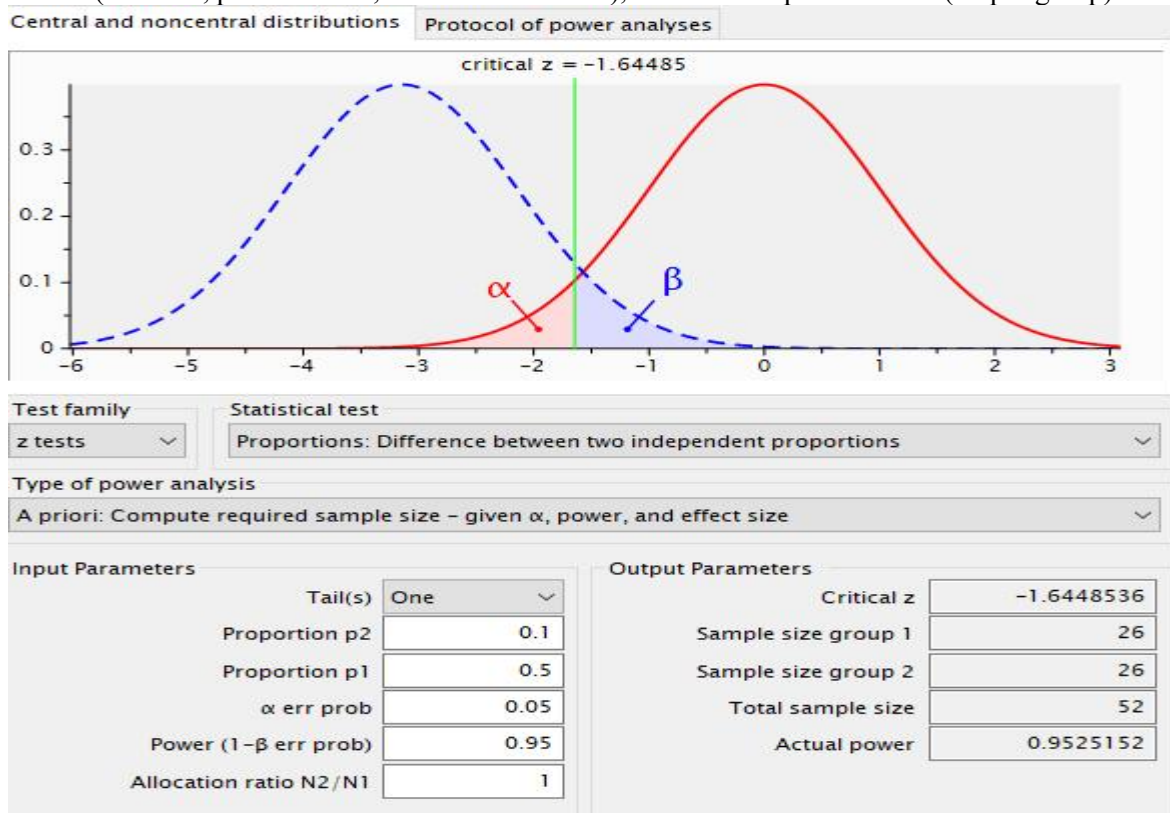 Central and noncentral distributions Protocol of power analyses
critical z = -1.64485
0.3
0.2
0.1
0
α
β
-6 -5 -4 -3 -2 -1 0 1 2 3
Test family Statistical test
z tests Proportions: Difference between two independent proportions
Type of power analysis
A priori: Compute required sample size - given α, power, and effect size
Input Parameters Output Parameters
Tail(s) One Critical z -1.6448536
Proportion p2 0.1 Sample size group 1 26
Proportion p1 0.5 Sample size group 2 26
α err prob 0.05 Total sample size 52
Power (1-β err prob) 0.95 Actual power 0.9525152
Allocation ratio N2/N1 1